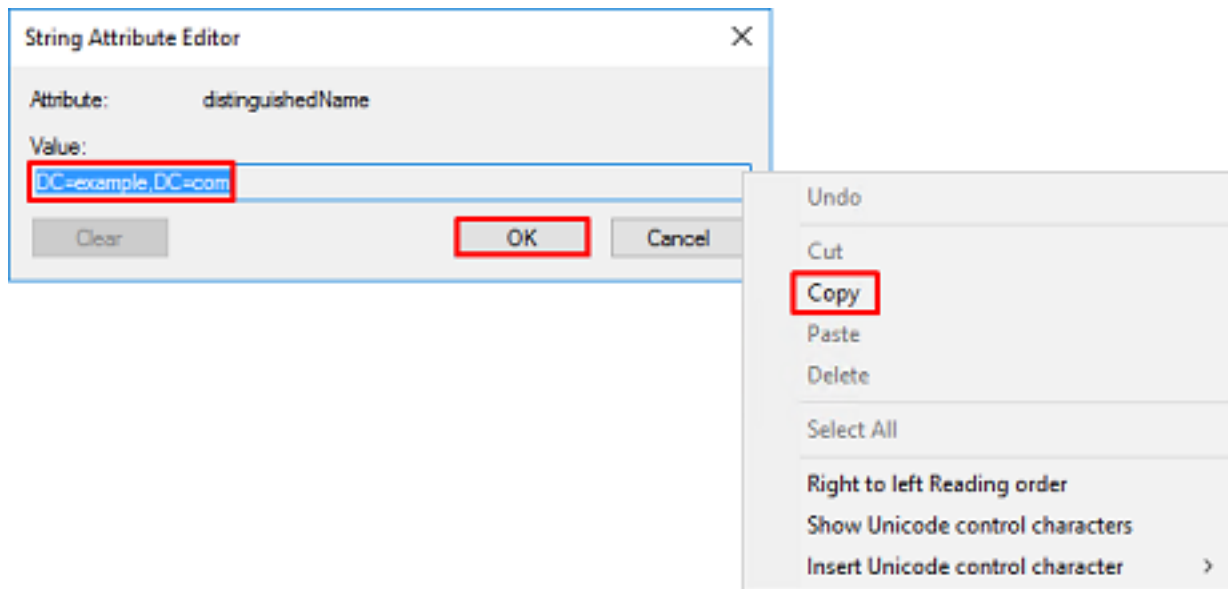 String Attribute Editor
Attribute: distinguishedName
Value:
DC=example,DC=com
Clear OK Cancel
Undo
Cut
Copy
Paste
Delete
Select All
Right to left Reading order
Show Unicode control characters
Insert Unicode control character